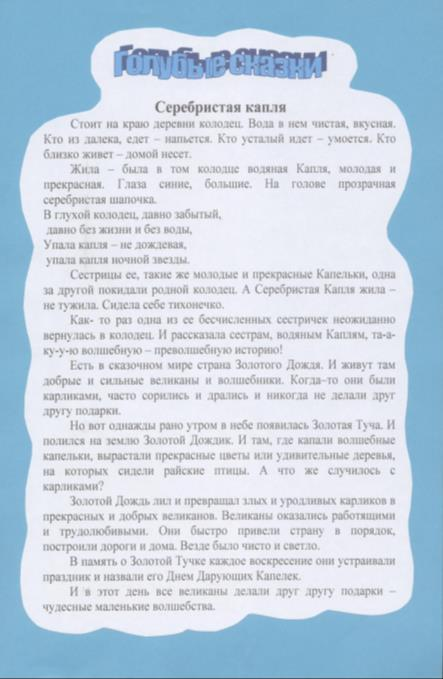 Голубые сказки
Серебристая капля
Стоит на краю деревни колодец. Вода в нем чистая, вкусная.
Кто из далека, едет – напьется. Кто усталый идет – умоется. Кто
близко живет – домой несет.
Жила – была в том колодце водяная Капля, молодая и
прекрасная. Глаза синие, большие. На голове прозрачная
серебристая шапочка.
В глухой колодец, давно забытый,
давно без жизни и без воды,
Упала капля – не дождевая,
упала капля ночной звезды.
Сестрицы ее, такие же молодые и прекрасные Капельки, одна
за другой покидали родной колодец. А Серебристая Капля жила –
не тужила. Сидела себе тихонечко.
Как- то раз одна из ее бесчисленных сестричек неожиданно
вернулась в колодец. И рассказала сестрам, водяным Каплям, та-а-
ку-у-ю волшебную – преволшебную историю!
Есть в сказочном мире страна Золотого Дождя. И живут там
добрые и сильные великаны и волшебники. Когда–то они были
карликами, часто сорились и дрались и никогда не делали друг
другу подарки.
Но вот однажды рано утром в небе появилась Золотая Туча. И
полился на землю Золотой Дождик. И там, где капали волшебные
капельки, вырастали прекрасные цветы или удивительные деревья,
на которых сидели райские птицы. А что же случилось с
карликами?
Золотой Дождь лил и превращал злых и уродливых карликов в
прекрасных и добрых великанов. Великаны оказались работящими
и трудолюбивыми. Они быстро привели страну в порядок,
построили дороги и дома. Везде было чисто и светло.
В память о Золотой Тучке каждое воскресение они устраивали
праздник и назвали его Днем Дарующих Капелек.
И в этот день все великаны делали друг другу подарки –
чудесные маленькие волшебства.